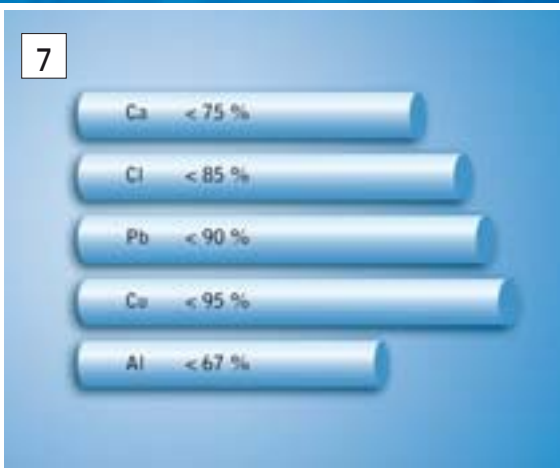 7
Ca < 75 %
Cl < 85 %
Pb < 90 %
Cu < 95 %
Al < 67 %